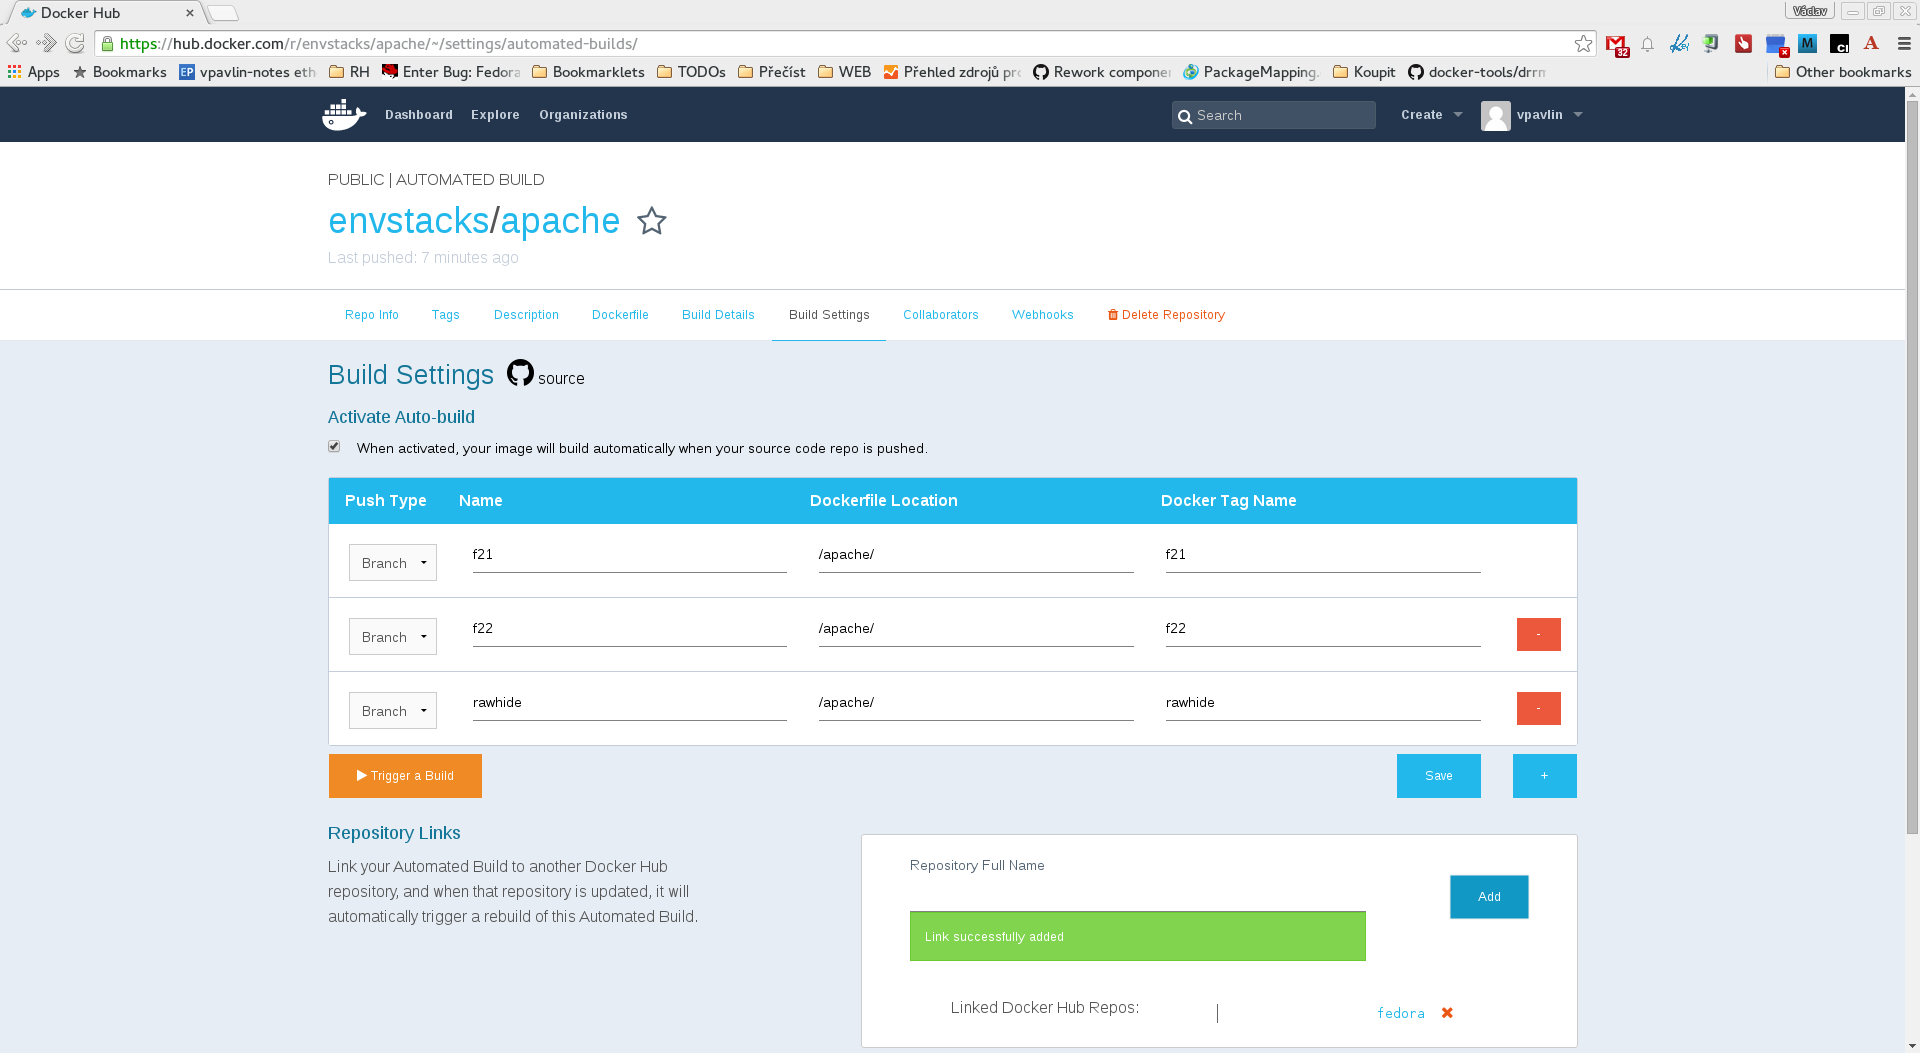 Docker Hub
Václav
https://hub.docker.com/r/envstacks/apache/~/settings/automated-builds/
32
M
Apps Bookmarks EP vpavlin-notes eth RH Enter Bug: Fedora Bookmarklets TODOs Přečíst WEB Přehled zdrojů pro Rework componen PackageMapping. Koupit docker-tools/drrm Other bookmarks
Dashboard Explore Organizations Search Create vpavlin
PUBLIC | AUTOMATED BUILD
envstacks/apache
Last pushed: 7 minutes ago
Repo Info Tags Description Dockerfile Build Details Build Settings Collaborators Webhooks Delete Repository
Build Settings source
Activate Auto-build
When activated, your image will build automatically when your source code repo is pushed.
Push Type Name Dockerfile Location Docker Tag Name
Branch f21 /apache/ f21
Branch f22 /apache/ f22 -
Branch rawhide /apache/ rawhide -
Trigger a Build Save +
Repository Links
Link your Automated Build to another Docker Hub
repository, and when that repository is updated, it will
automatically trigger a rebuild of this Automated Build.
Repository Full Name
Add
Link successfully added
Linked Docker Hub Repos: fedora